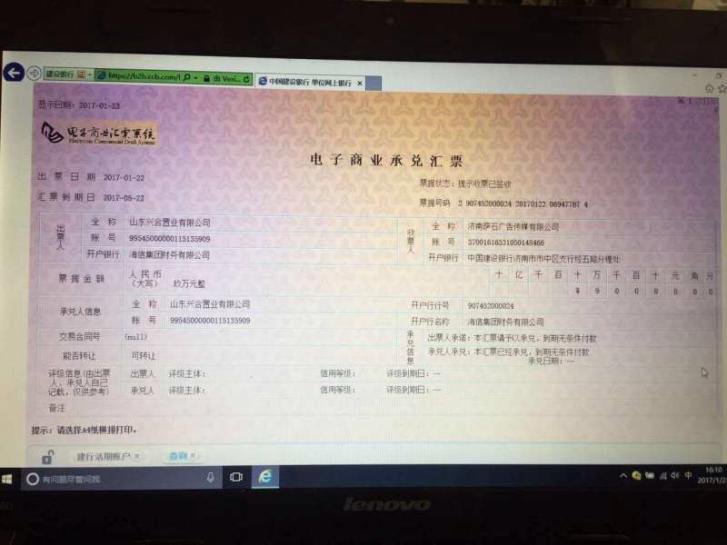 建设银行
https://b2b.ccb.com/
中国建设银行 单位网上银行
显示日期：2017-01-23
电子商业汇票系统
Electronic Commercial Draft System
电子商业承兑汇票
出票日期 2017-01-22
票据状态：提示收票已签收
汇票到期日 2017-05-22
票据号码 2 907452000024 20170122 06947787 4
出票人
全称 山东兴合置业有限公司
账号 99545000000115135909
开户银行 海信集团财务有限公司
收票人
全称 济南萨石广告传媒有限公司
账号 37001616831050148466
开户银行 中国建设银行济南市市中区支行经五路分理处
票据金额
人民币
（大写） 玖万元整
十亿千百十万千百十元角分
¥ 9 0 0 0 0 0 0
承兑人信息
全称 山东兴合置业有限公司
账号 99545000000115135909
开户行行号 907452000024
开户行名称 海信集团财务有限公司
交易合同号 (null)
能否转让 可转让
承兑信息
出票人承诺：本汇票请予以承兑，到期无条件付款
承兑人承兑：本汇票已经承兑，到期无条件付款
承兑日期：--
评级信息(由出票人、承兑人自己记载，仅供参考)
出票人 评级主体： 信用等级： 评级到期日：--
承兑人 评级主体： 信用等级： 评级到期日：--
备注
提示：请选择A4纸横排打印。
建行活期账户 ×
查询 ×
有问题尽管问我
中
16:10
2017/1/2
lenovo